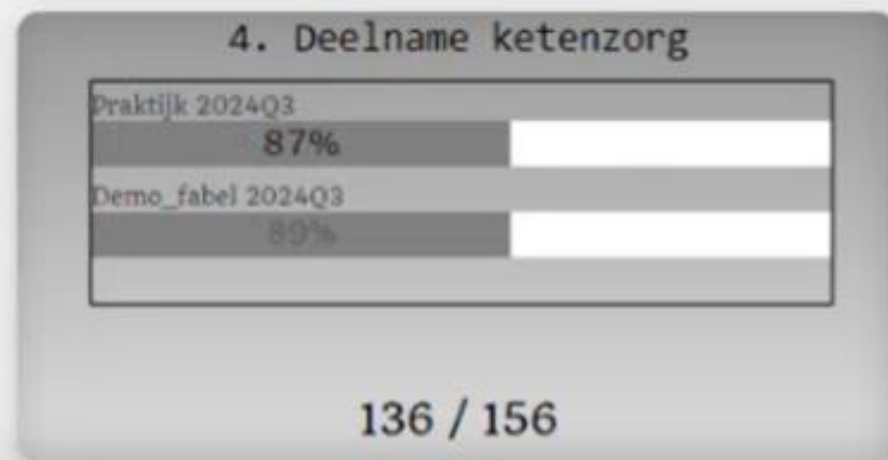 4. Deelname ketenzorg
Praktijk 2024Q3
87%
Demo_fabel 2024Q3
89%
136 / 156